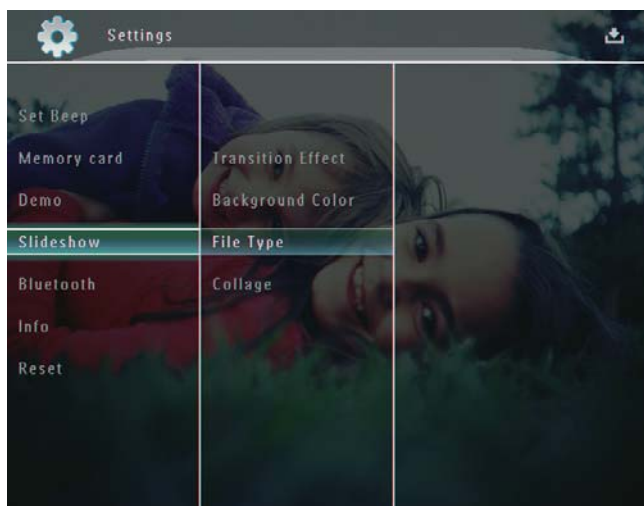 Settings
Set Beep
Memory card
Demo
Slideshow
Bluetooth
Info
Reset
Transition Effect
Background Color
File Type
Collage